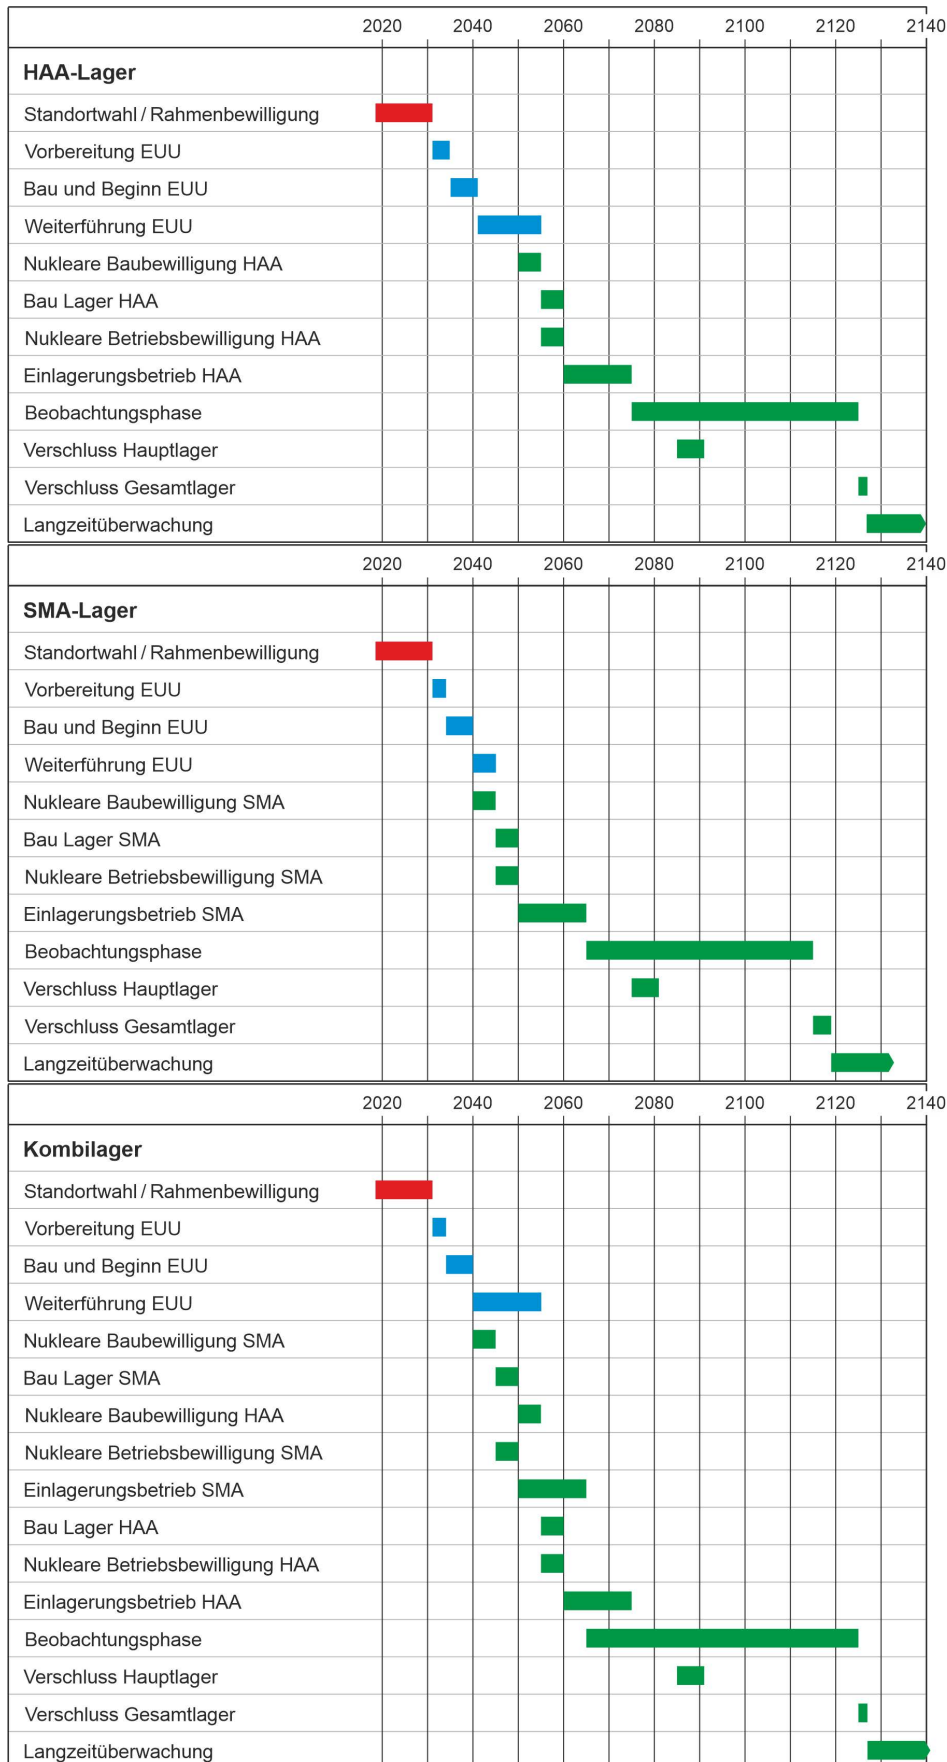 2020 2040 2060 2080 2100 2120 2140
HAA-Lager
Standortwahl / Rahmenbewilligung
Vorbereitung EUU
Bau und Beginn EUU
Weiterführung EUU
Nukleare Baubewilligung HAA
Bau Lager HAA
Nukleare Betriebsbewilligung HAA
Einlagerungsbetrieb HAA
Beobachtungsphase
Verschluss Hauptlager
Verschluss Gesamtlager
Langzeitüberwachung
2020 2040 2060 2080 2100 2120 2140
SMA-Lager
Standortwahl / Rahmenbewilligung
Vorbereitung EUU
Bau und Beginn EUU
Weiterführung EUU
Nukleare Baubewilligung SMA
Bau Lager SMA
Nukleare Betriebsbewilligung SMA
Einlagerungsbetrieb SMA
Beobachtungsphase
Verschluss Hauptlager
Verschluss Gesamtlager
Langzeitüberwachung
2020 2040 2060 2080 2100 2120 2140
Kombilager
Standortwahl / Rahmenbewilligung
Vorbereitung EUU
Bau und Beginn EUU
Weiterführung EUU
Nukleare Baubewilligung SMA
Bau Lager SMA
Nukleare Baubewilligung HAA
Nukleare Betriebsbewilligung SMA
Einlagerungsbetrieb SMA
Bau Lager HAA
Nukleare Betriebsbewilligung HAA
Einlagerungsbetrieb HAA
Beobachtungsphase
Verschluss Hauptlager
Verschluss Gesamtlager
Langzeitüberwachung